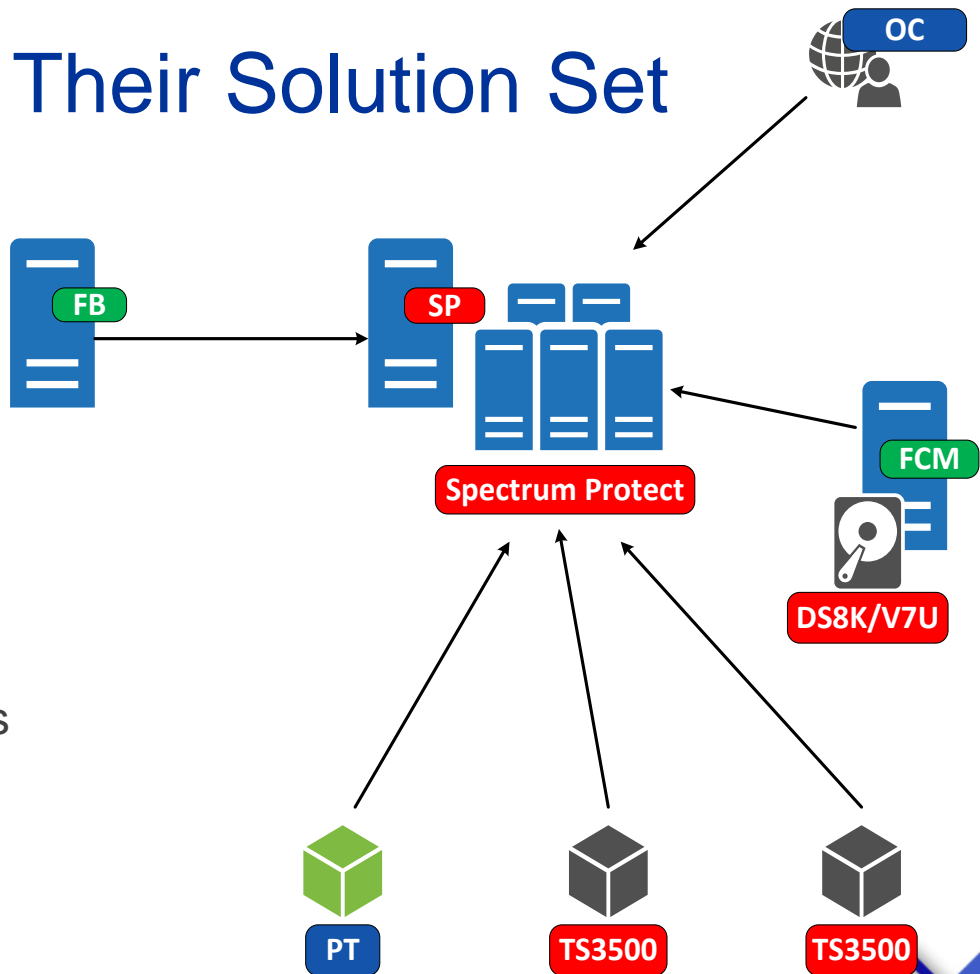 Their Solution Set
OC
FB
SP
FCM
Spectrum Protect
DS8K/V7U
s
PT
TS3500
TS3500